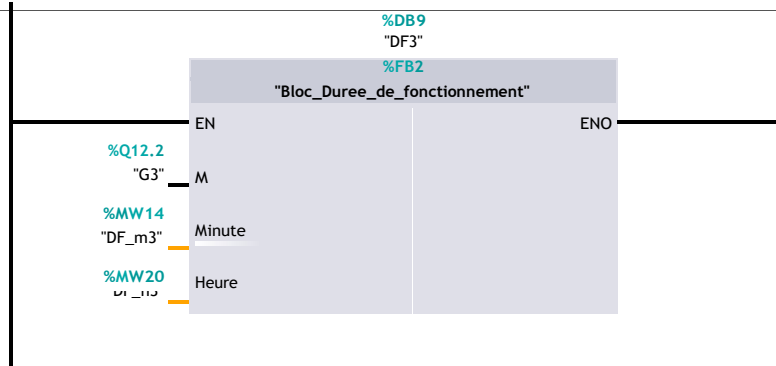 %DB9
"DF3"
%FB2
"Bloc_Duree_de_fonctionnement"
EN
ENO
%Q12.2
"G3"
M
%MW14
"DF_m3"
Minute
%MW20
Heure